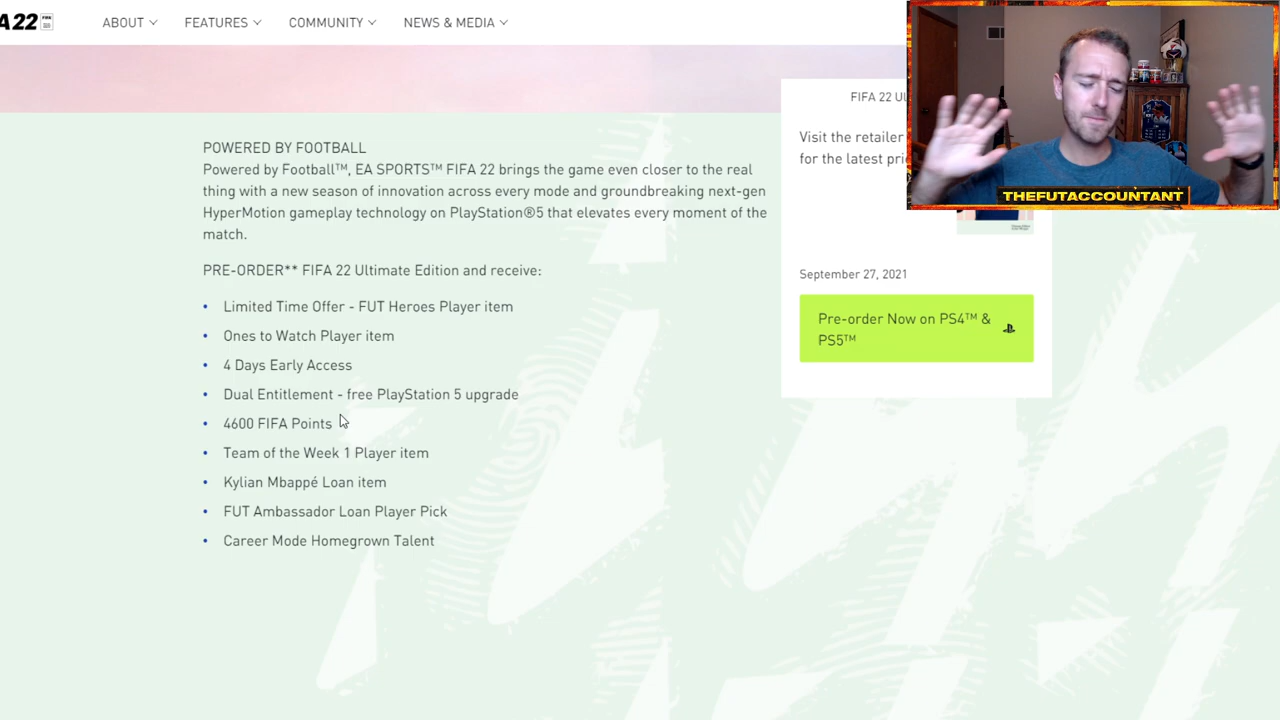 A 22
ABOUT FEATURES COMMUNITY NEWS & MEDIA
POWERED BY FOOTBALL
Powered by Football™, EA SPORTS™ FIFA 22 brings the game even closer to the real
thing with a new season of innovation across every mode and groundbreaking next-gen
HyperMotion gameplay technology on PlayStation®5 that elevates every moment of the
match.
PRE-ORDER** FIFA 22 Ultimate Edition and receive:
• Limited Time Offer - FUT Heroes Player item
• Ones to Watch Player item
• 4 Days Early Access
• Dual Entitlement - free PlayStation 5 upgrade
• 4600 FIFA Points
• Team of the Week 1 Player item
• Kylian Mbappé Loan item
• FUT Ambassador Loan Player Pick
• Career Mode Homegrown Talent
FIFA 22
Visit the retailer
for the latest
September 27, 2021
Pre-order Now on PS4™ &
PS5™
THEFUTACCOUNTANT